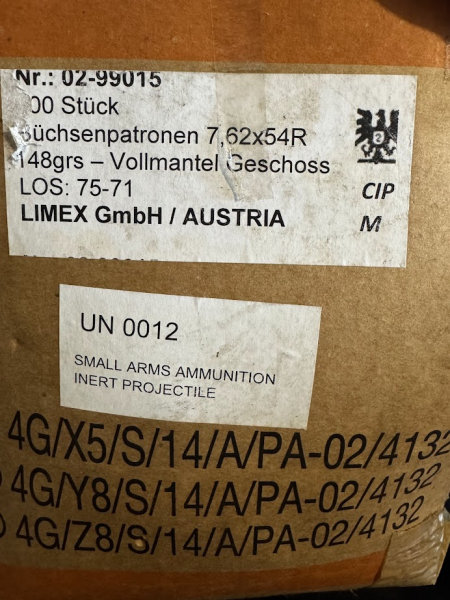 Nr.: 02-99015
00 Stück
Büchsenpatronen 7,62x54R
148grs – Vollmantel Geschoss
LOS: 75-71
LIMEX GmbH / AUSTRIA
CIP
M
UN 0012
SMALL ARMS AMMUNITION
INERT PROJECTILE
4G/X5/S/14/A/PA-02/4132
4G/Y8/S/14/A/PA-02/4132
4G/Z8/S/14/A/PA-02/4132